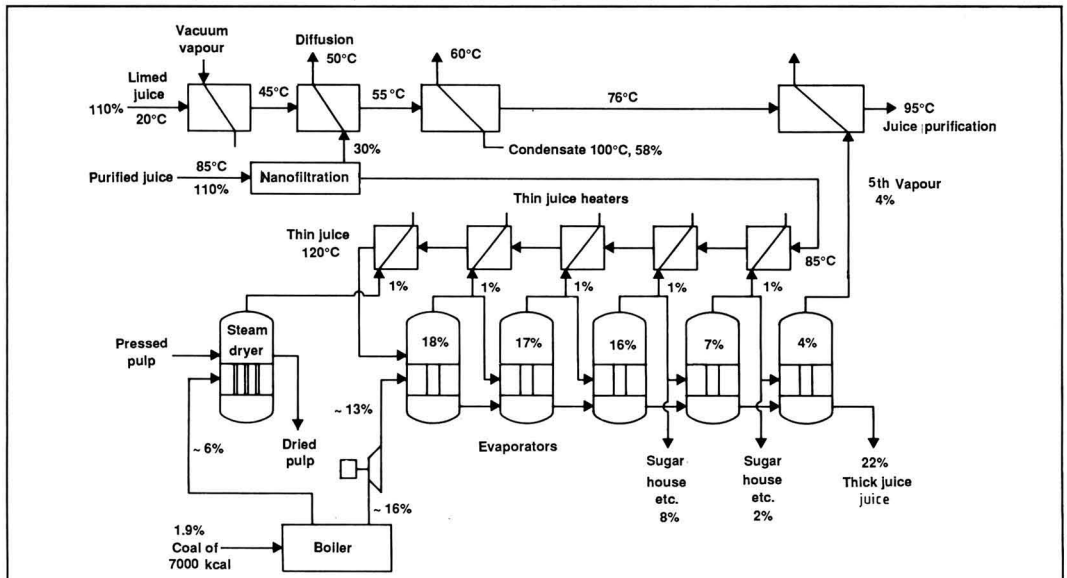 Vacuum
vapour
Diffusion
50°C
60°C
Limed
juice
110%
20°C
45°C
55°C
76°C
95°C
Juice purification
30%
Condensate 100°C, 58%
Purified juice
85°C
110%
Nanofiltration
5th Vapour
4%
Thin juice heaters
Thin juice
120°C
85°C
1%
1%
1%
1%
1%
Steam
dryer
18%
17%
16%
7%
4%
Pressed
pulp
~ 13%
Evaporators
~ 6%
Dried
pulp
Sugar
house
etc.
8%
Sugar
house
etc.
2%
22%
Thick juice
juice
~ 16%
1.9%
Coal of
7000 kcal
Boiler